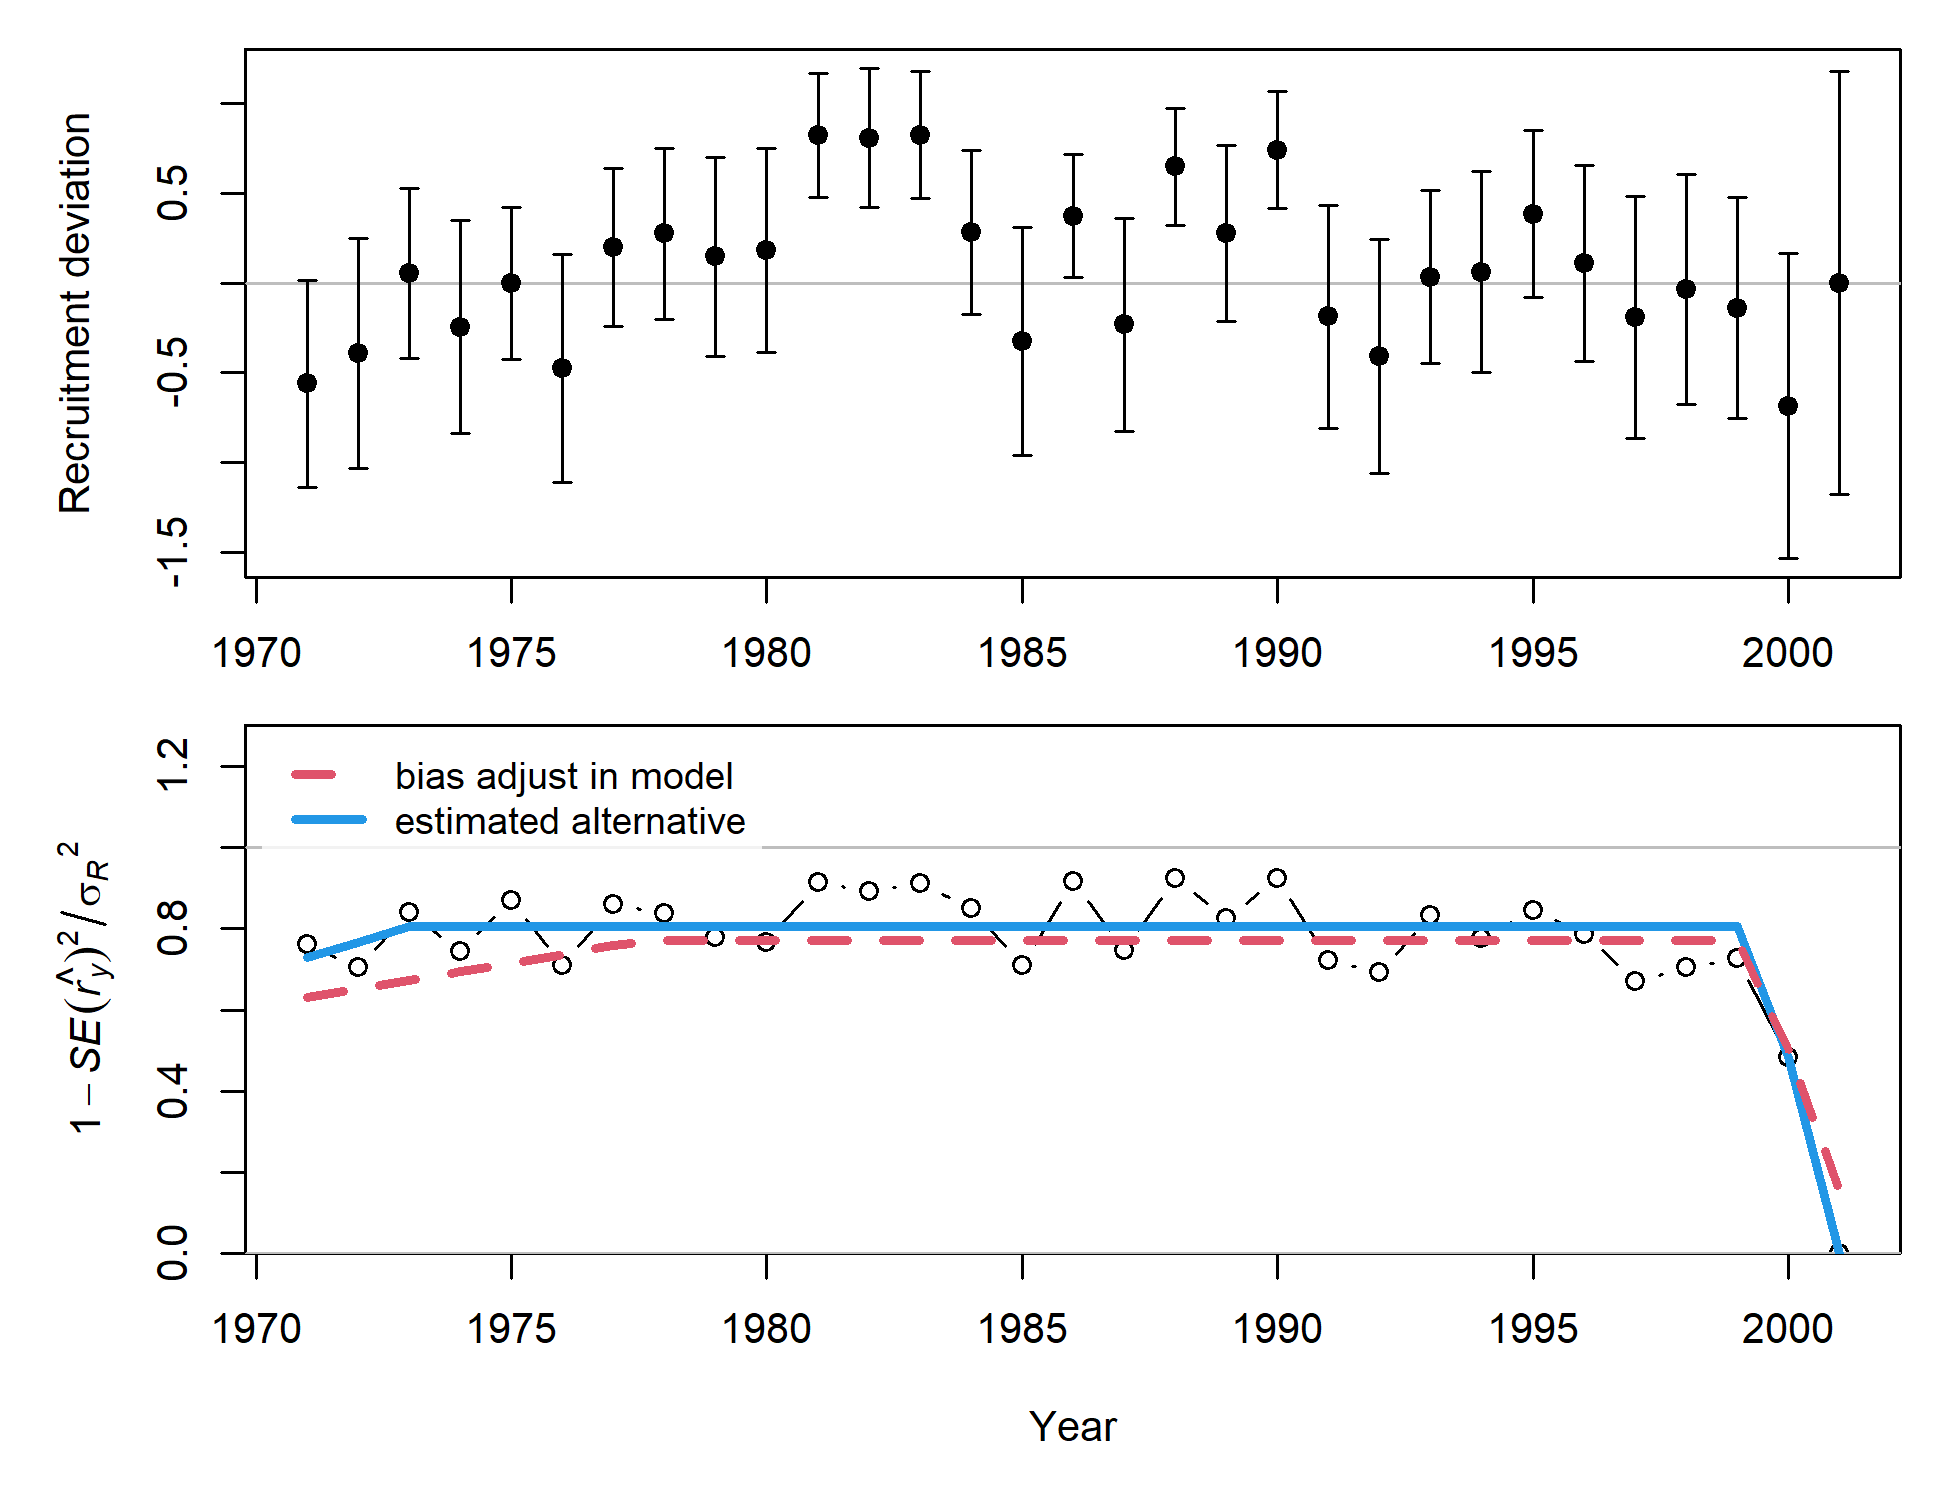 Recruitment deviation
0.5
-0.5
-1.5
1970 1975 1980 1985 1990 1995 2000
bias adjust in model
estimated alternative
1 − SE(r̂y)² / σR²
1.2
0.8
0.4
0.0
1970 1975 1980 1985 1990 1995 2000
Year